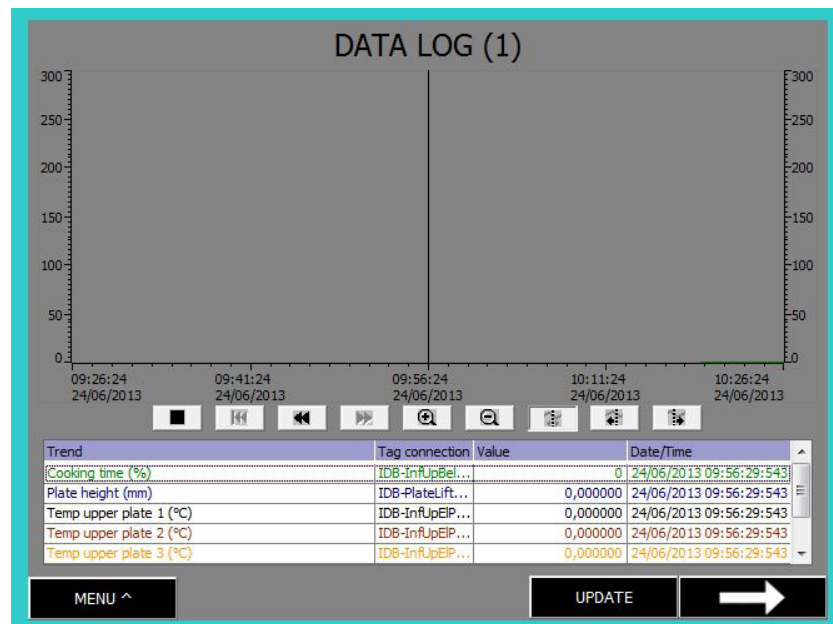 DATA LOG (1)
300 300
250 250
200 200
150 150
100 100
50 50
0 0
09:26:24 09:41:24 09:56:24 10:11:24 10:26:24
24/06/2013 24/06/2013 24/06/2013 24/06/2013 24/06/2013
Trend Tag connection Value Date/Time
Cooking time (%) IDB-InfUpBel... 0 24/06/2013 09:56:29:543
Plate height (mm) IDB-PlateLift... 0,000000 24/06/2013 09:56:29:543
Temp upper plate 1 (°C) IDB-InfUpElP... 0,000000 24/06/2013 09:56:29:543
Temp upper plate 2 (°C) IDB-InfUpElP... 0,000000 24/06/2013 09:56:29:543
Temp upper plate 3 (°C) IDB-InfUpElP... 0,000000 24/06/2013 09:56:29:543
MENU ^ UPDATE